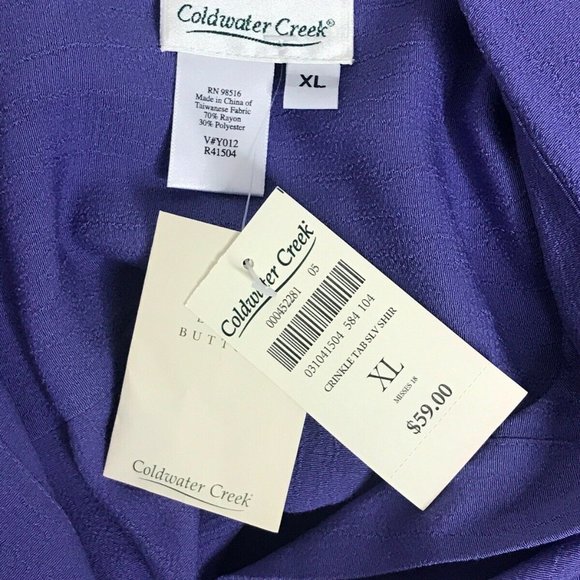 Coldwater Creek®
XL
RN 98516
Made in China of
Taiwanese Fabric
70% Rayon
30% Polyester
V#Y012
R41504
BUTT
Coldwater Creek®
Coldwater Creek
000452281 05
031041504 584 104
CRINKLE TAB SLV SHIR
XL
MISSES 18
$59.00